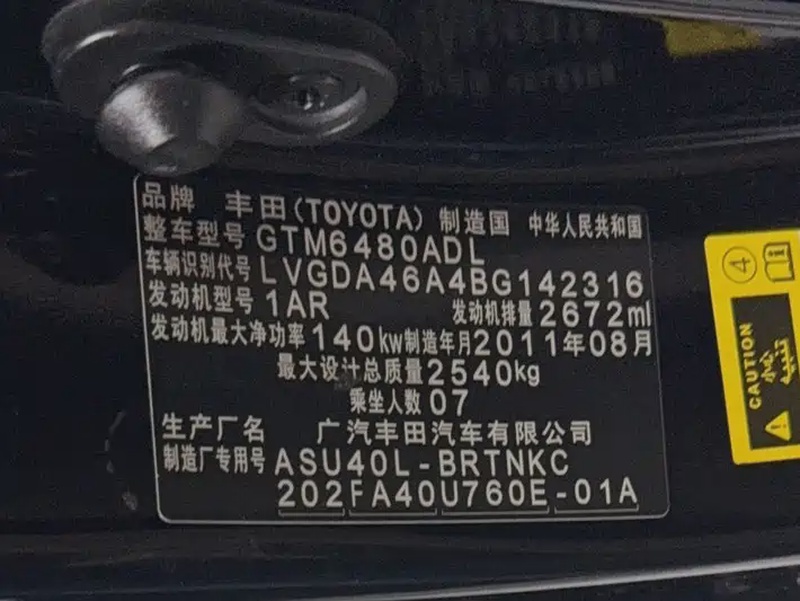 品牌 丰田(TOYOTA) 制造国 中华人民共和国
整车型号 GTM6480ADL
车辆识别代号 LVGDA46A4BG142316
发动机型号 1AR 发动机排量 2672ml
发动机最大净功率 140kw 制造年月 2011年08月
最大设计总质量 2540kg
乘坐人数 07
生产厂名 广汽丰田汽车有限公司
制造厂专用号 ASU40L-BRTNKC
202FA40U760E-01A
4
CAUTION
小心
تنبيه